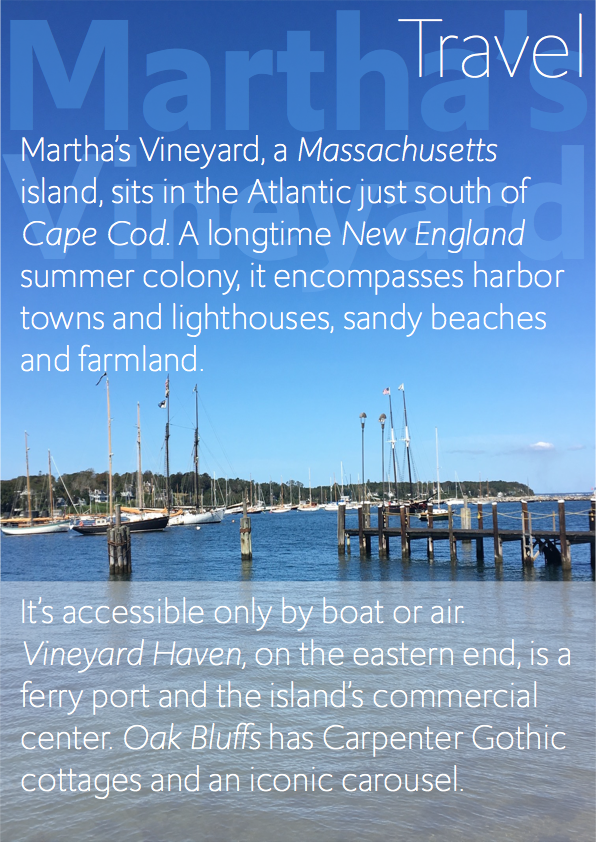 Travel
Martha's
Vineyard
Martha's Vineyard, a Massachusetts
island, sits in the Atlantic just south of
Cape Cod. A longtime New England
summer colony, it encompasses harbor
towns and lighthouses, sandy beaches
and farmland.
It's accessible only by boat or air.
Vineyard Haven, on the eastern end, is a
ferry port and the island's commercial
center. Oak Bluffs has Carpenter Gothic
cottages and an iconic carousel.